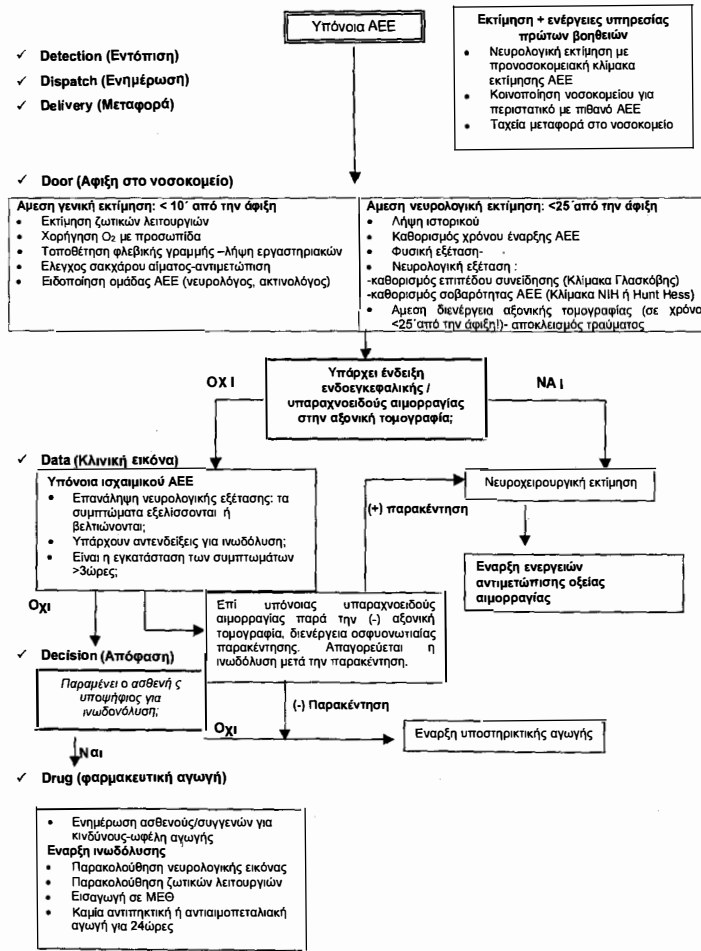 Υπόνοια ΑΕΕ
Εκτίμηση + ενέργειες υπηρεσίας
πρώτων βοηθειών
• Νευρολογική εκτίμηση με
προνοσοκομειακή κλίμακα
εκτίμησης ΑΕΕ
• Κοινοποίηση νοσοκομείου για
περιστατικό με πιθανό ΑΕΕ
• Ταχεία μεταφορά στο νοσοκομείο
✓ Detection (Εντόπιση)
✓ Dispatch (Ενημέρωση)
✓ Delivery (Μεταφορά)
✓ Door (Αφιξη στο νοσοκομείο)
Αμεση γενική εκτίμηση: < 10΄ από την άφιξη
• Εκτίμηση ζωτικών λειτουργιών
• Χορήγηση O₂ με προσωπίδα
• Τοποθέτηση φλεβικής γραμμής –λήψη εργαστηριακών
• Ελεγχος σακχάρου αίματος-αντιμετώπιση
• Ειδοποίηση ομάδας ΑΕΕ (νευρολόγος, ακτινολόγος)
Αμεση νευρολογική εκτίμηση: <25΄από την άφιξη
• Λήψη ιστορικού
• Καθορισμός χρόνου έναρξης ΑΕΕ
• Φυσική εξέταση-
• Νευρολογική εξέταση :
-καθορισμός επιπέδου συνείδησης (Κλίμακα Γλασκόβης)
-καθορισμός σοβαρότητας ΑΕΕ (Κλίμακα NIH ή Hunt Hess)
• Αμεση διενέργεια αξονικής τομογραφίας (σε χρόνο
<25΄από την άφιξη!)- αποκλεισμός τραύματος
ΟΧΙ
Υπάρχει ένδειξη
ενδοεγκεφαλικής /
υπαραχνοειδούς αιμορραγίας
στην αξονική τομογραφία;
ΝΑΙ
✓ Data (Κλινική εικόνα)
Υπόνοια ισχαιμικού ΑΕΕ
• Επανάληψη νευρολογικής εξέτασης: τα
συμπτώματα εξελίσσονται ή
βελτιώνονται;
• Υπάρχουν αντενδείξεις για ινωδόλυση;
• Είναι η εγκατάσταση των συμπτωμάτων
>3ώρες;
(+) παρακέντηση
Νευροχειρουργική εκτίμηση
Εναρξη ενεργειών
αντιμετώπισης οξείας
αιμορραγίας
Οχι
Επί υπόνοιας υπαραχνοειδούς
αιμορραγίας παρά την (-) αξονική
τομογραφία, διενέργεια οσφυονωτιαίας
παρακέντησης. Απαγορεύεται η
ινωδόλυση μετά την παρακέντηση.
✓ Decision (Απόφαση)
Παραμένει ο ασθενή ς
υποψήφιος για
ινωδονόλυση;
(-) Παρακέντηση
Οχι
Εναρξη υποστηρικτικής αγωγής
Ναι
✓ Drug (φαρμακευτική αγωγή)
• Ενημέρωση ασθενούς/συγγενών για
κινδύνους-ωφέλη αγωγής
Εναρξη ινωδόλυσης
• Παρακολούθηση νευρολογικής εικόνας
• Παρακολούθηση ζωτικών λειτουργιών
• Εισαγωγή σε ΜΕΘ
• Καμία αντιπηκτική ή αντιαιμοπεταλιακή
αγωγή για 24ώρες